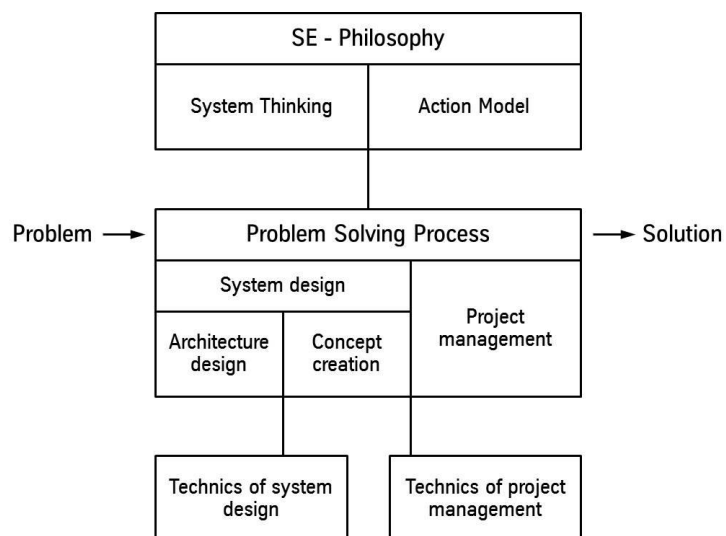 SE - Philosophy
System Thinking
Action Model
Problem
Problem Solving Process
Solution
System design
Architecture
design
Concept
creation
Project
management
Technics of system
design
Technics of project
management